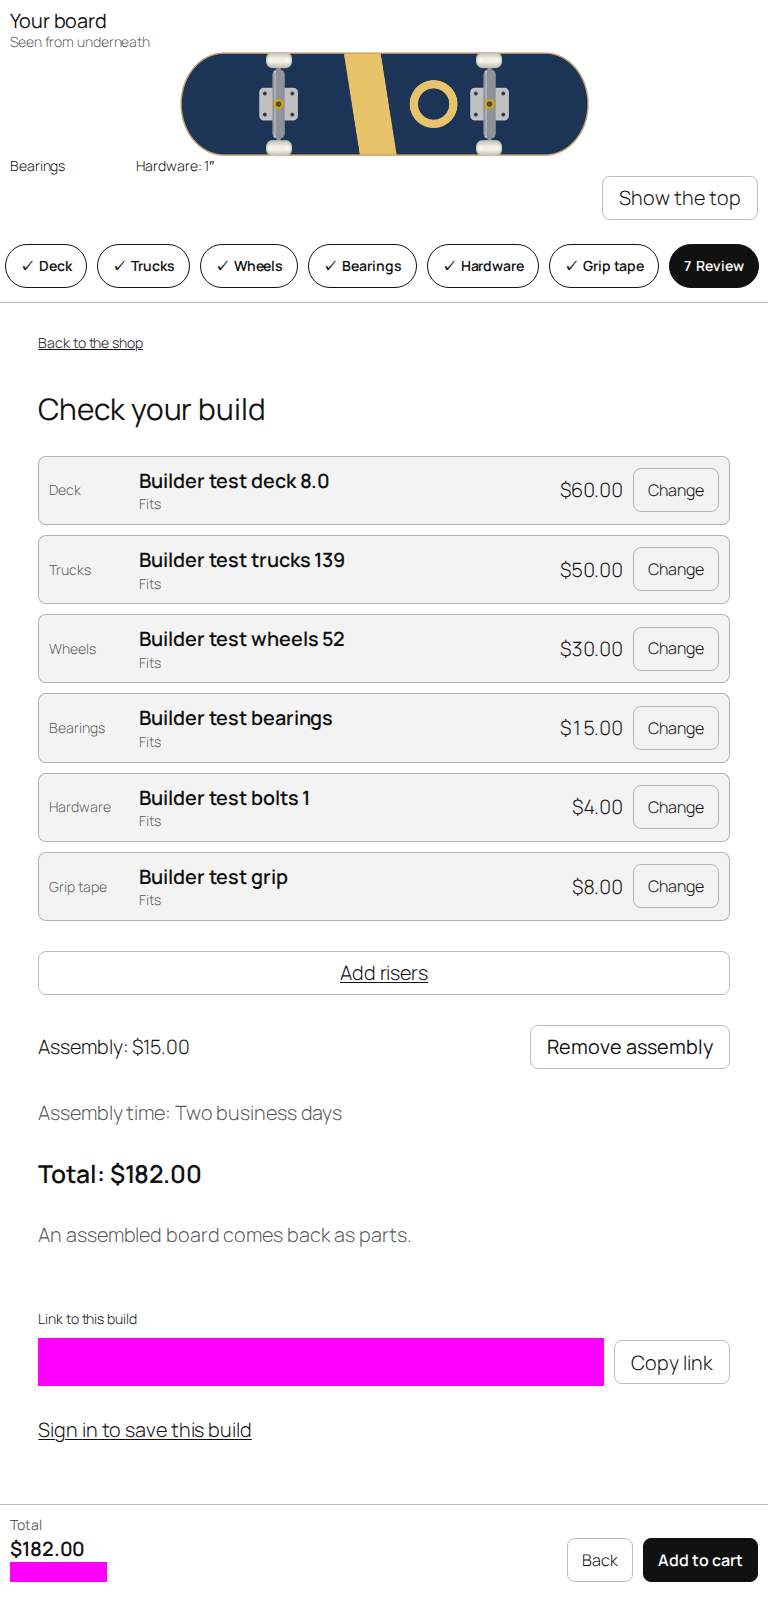 Your board
Seen from underneath
Bearings
Hardware: 1″
Show the top
✓ Deck
✓ Trucks
✓ Wheels
✓ Bearings
✓ Hardware
✓ Grip tape
7 Review
Back to the shop
Check your build
Deck
Builder test deck 8.0
Fits
$60.00
Change
Trucks
Builder test trucks 139
Fits
$50.00
Change
Wheels
Builder test wheels 52
Fits
$30.00
Change
Bearings
Builder test bearings
Fits
$15.00
Change
Hardware
Builder test bolts 1
Fits
$4.00
Change
Grip tape
Builder test grip
Fits
$8.00
Change
Add risers
Assembly: $15.00
Remove assembly
Assembly time: Two business days
Total: $182.00
An assembled board comes back as parts.
Link to this build
Copy link
Sign in to save this build
Total
$182.00
Back
Add to cart